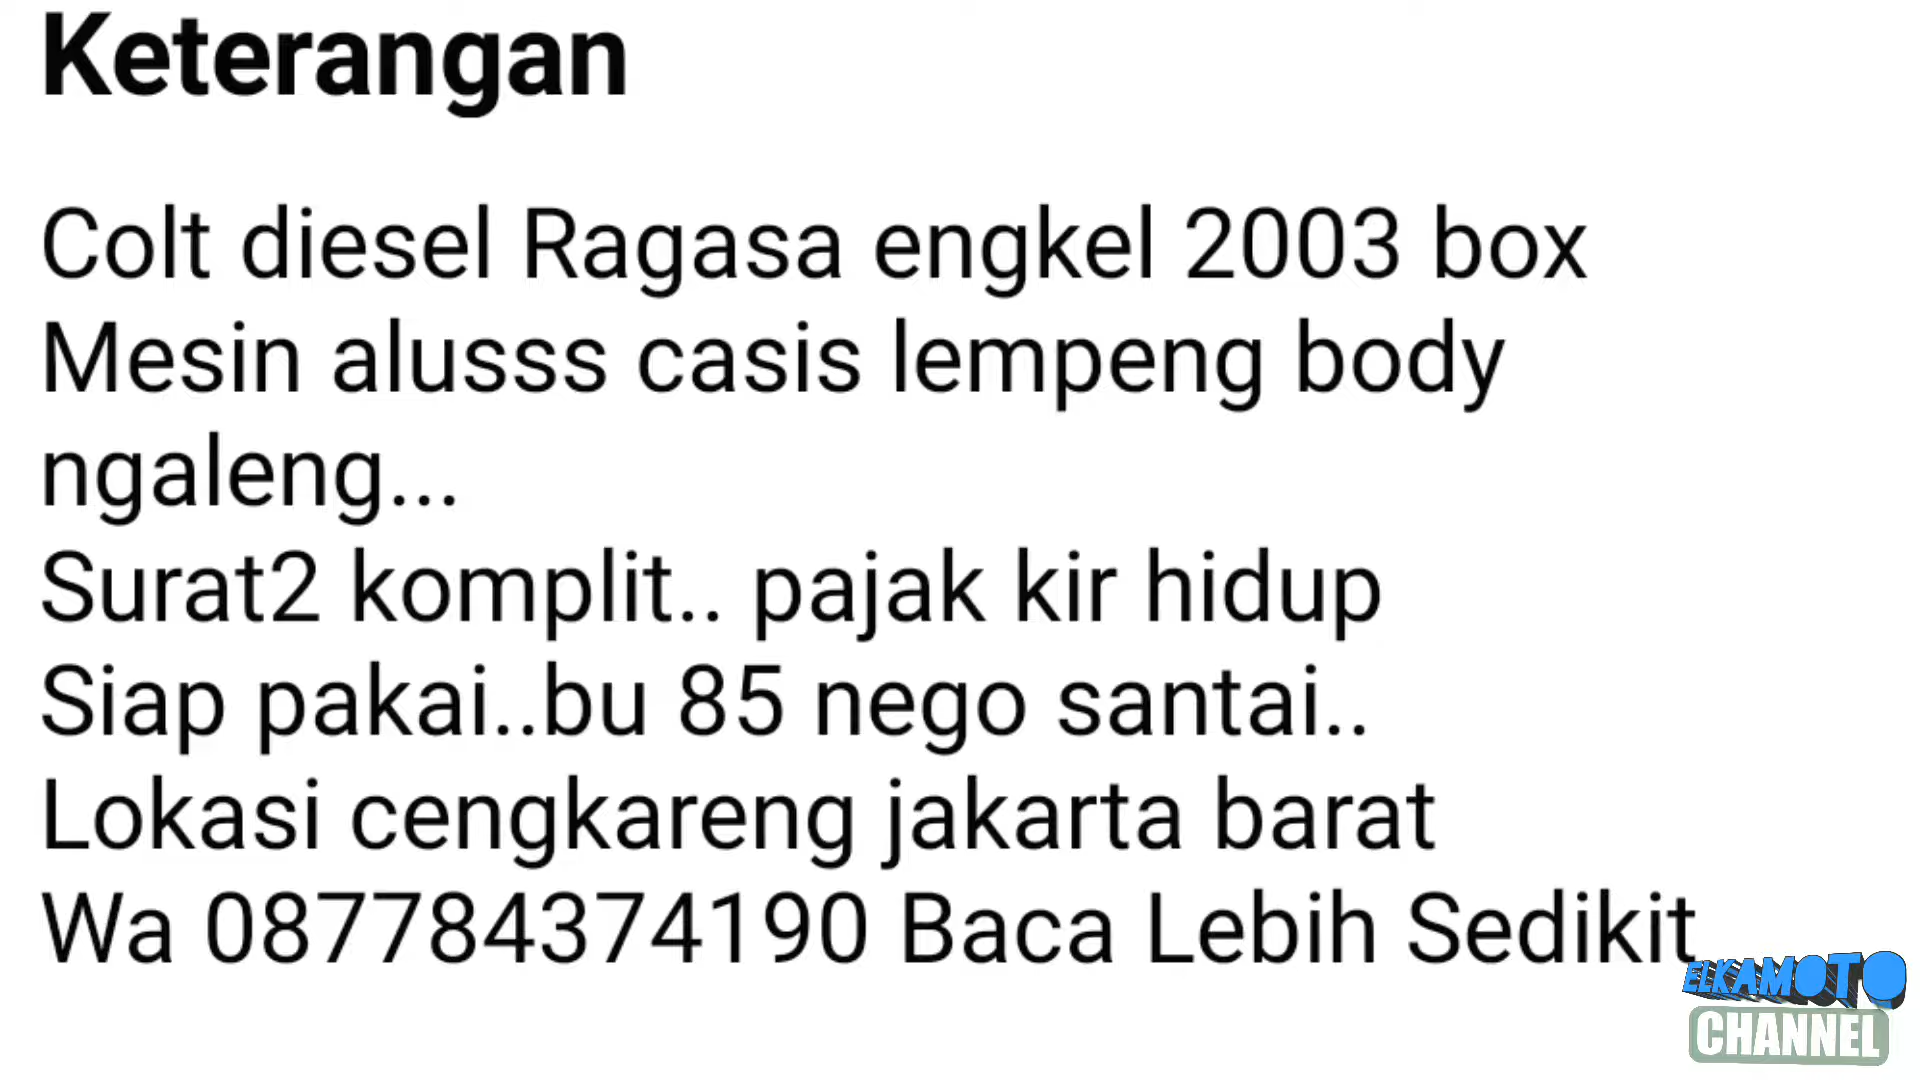 Keterangan
Colt diesel Ragasa engkel 2003 box
Mesin alusss casis lempeng body
ngaleng...
Surat2 komplit.. pajak kir hidup
Siap pakai..bu 85 nego santai..
Lokasi cengkareng jakarta barat
Wa 087784374190 Baca Lebih Sedikit
ELKAMOTO
CHANNEL